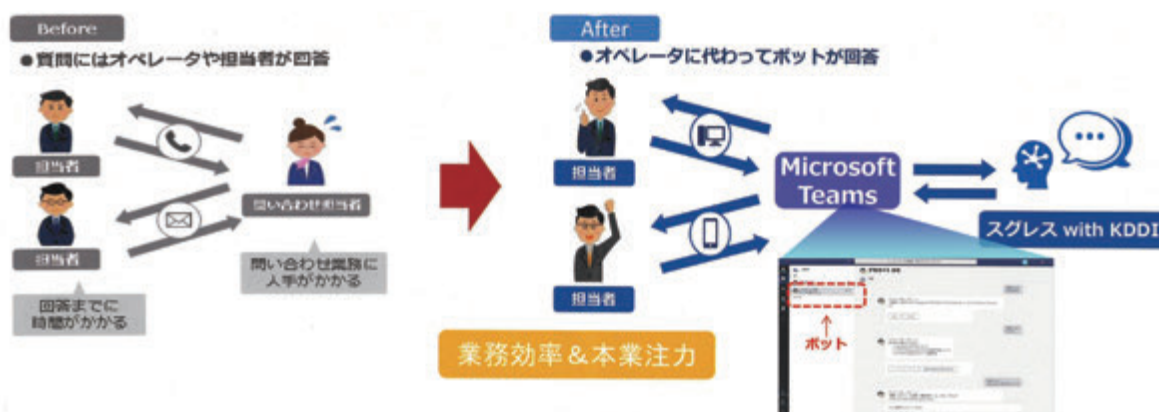 Before
●質問にはオペレータや担当者が回答
担当者
担当者
問い合わせ担当者
問い合わせ業務に
人手がかかる
回答までに
時間がかかる
After
●オペレータに代わってボットが回答
担当者
担当者
Microsoft
Teams
スグレス with KDDI
ボット
業務効率&本業注力